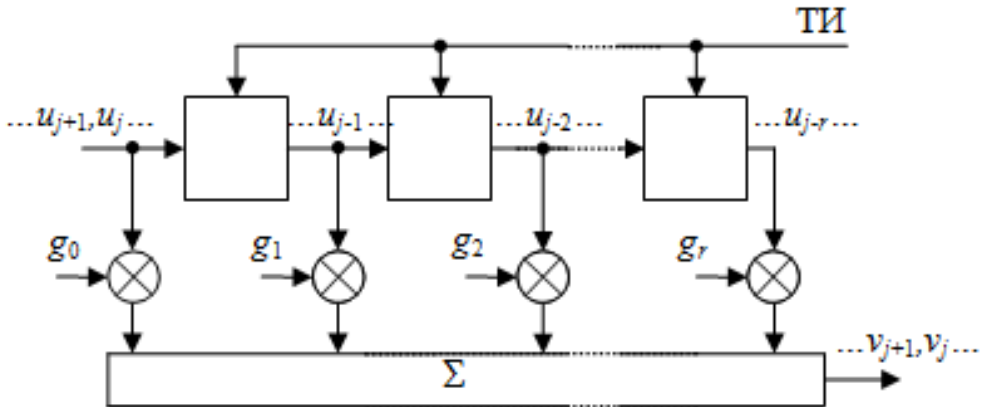 ТИ
...u_{j+1},u_j... ...u_{j-1}... ...u_{j-2}... ...u_{j-r}...
g_0 g_1 g_2 g_r
...v_{j+1},v_j...
Σ